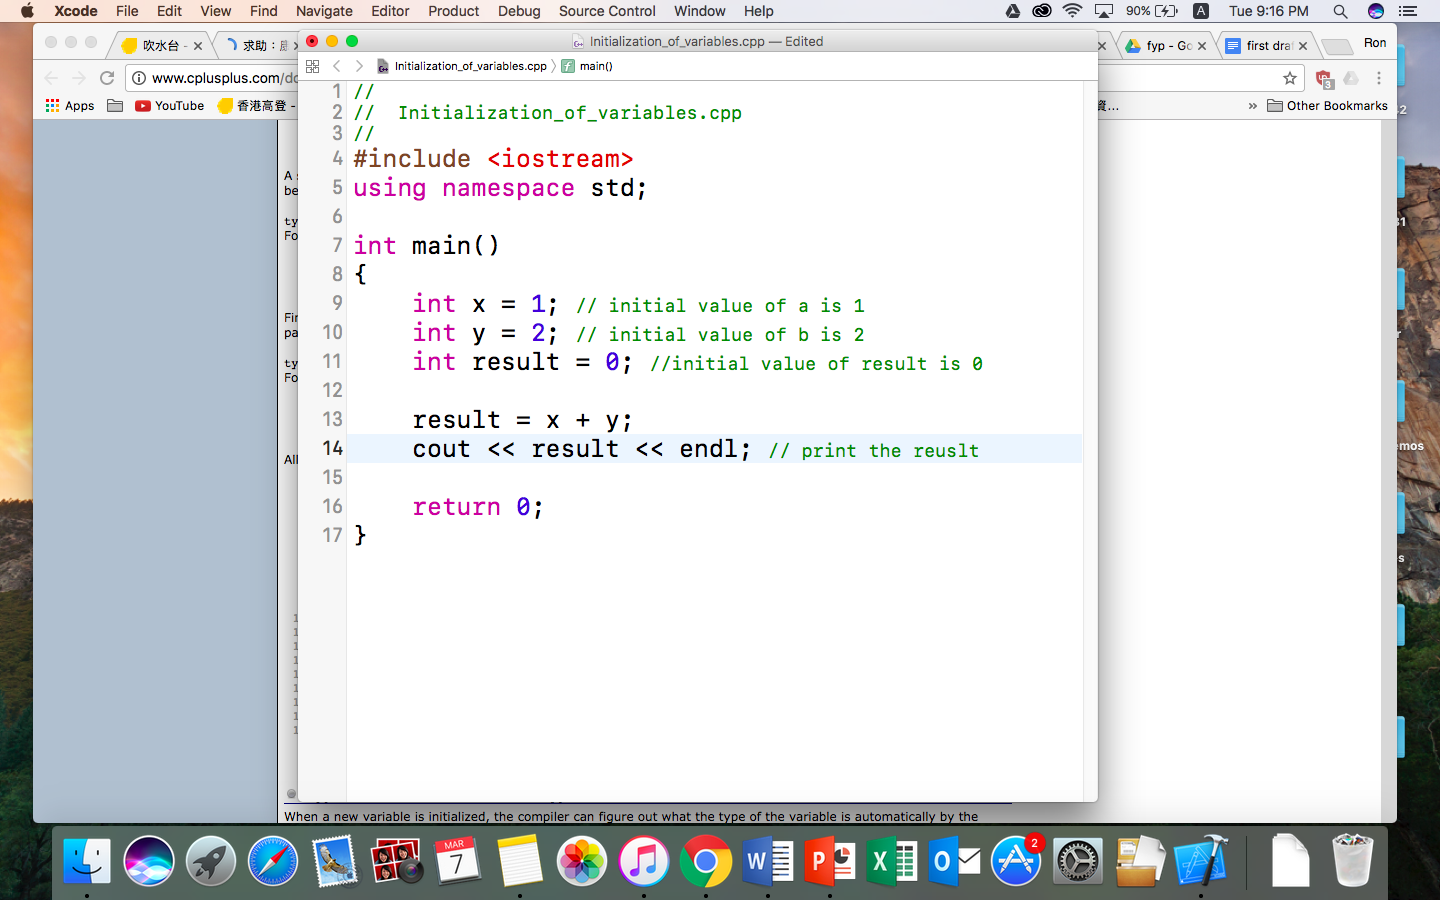 Xcode File Edit View Find Navigate Editor Product Debug Source Control Window Help 90% A Tue 9:16 PM
吹水台 - 求助： Initialization_of_variables.cpp — Edited fyp - Go first dra Ron
www.cplusplus.com/do Initialization_of_variables.cpp main() 3
Apps YouTube 香港高登 - 資... » Other Bookmarks
1 //
2 // Initialization_of_variables.cpp
3 //
4 #include <iostream>
5 using namespace std;
6
7 int main()
8 {
9 int x = 1; // initial value of a is 1
10 int y = 2; // initial value of b is 2
11 int result = 0; //initial value of result is 0
12
13 result = x + y;
14 cout << result << endl; // print the reuslt
15
16 return 0;
17 }
When a new variable is initialized, the compiler can figure out what the type of the variable is automatically by the
MAR
7
W P X O 2